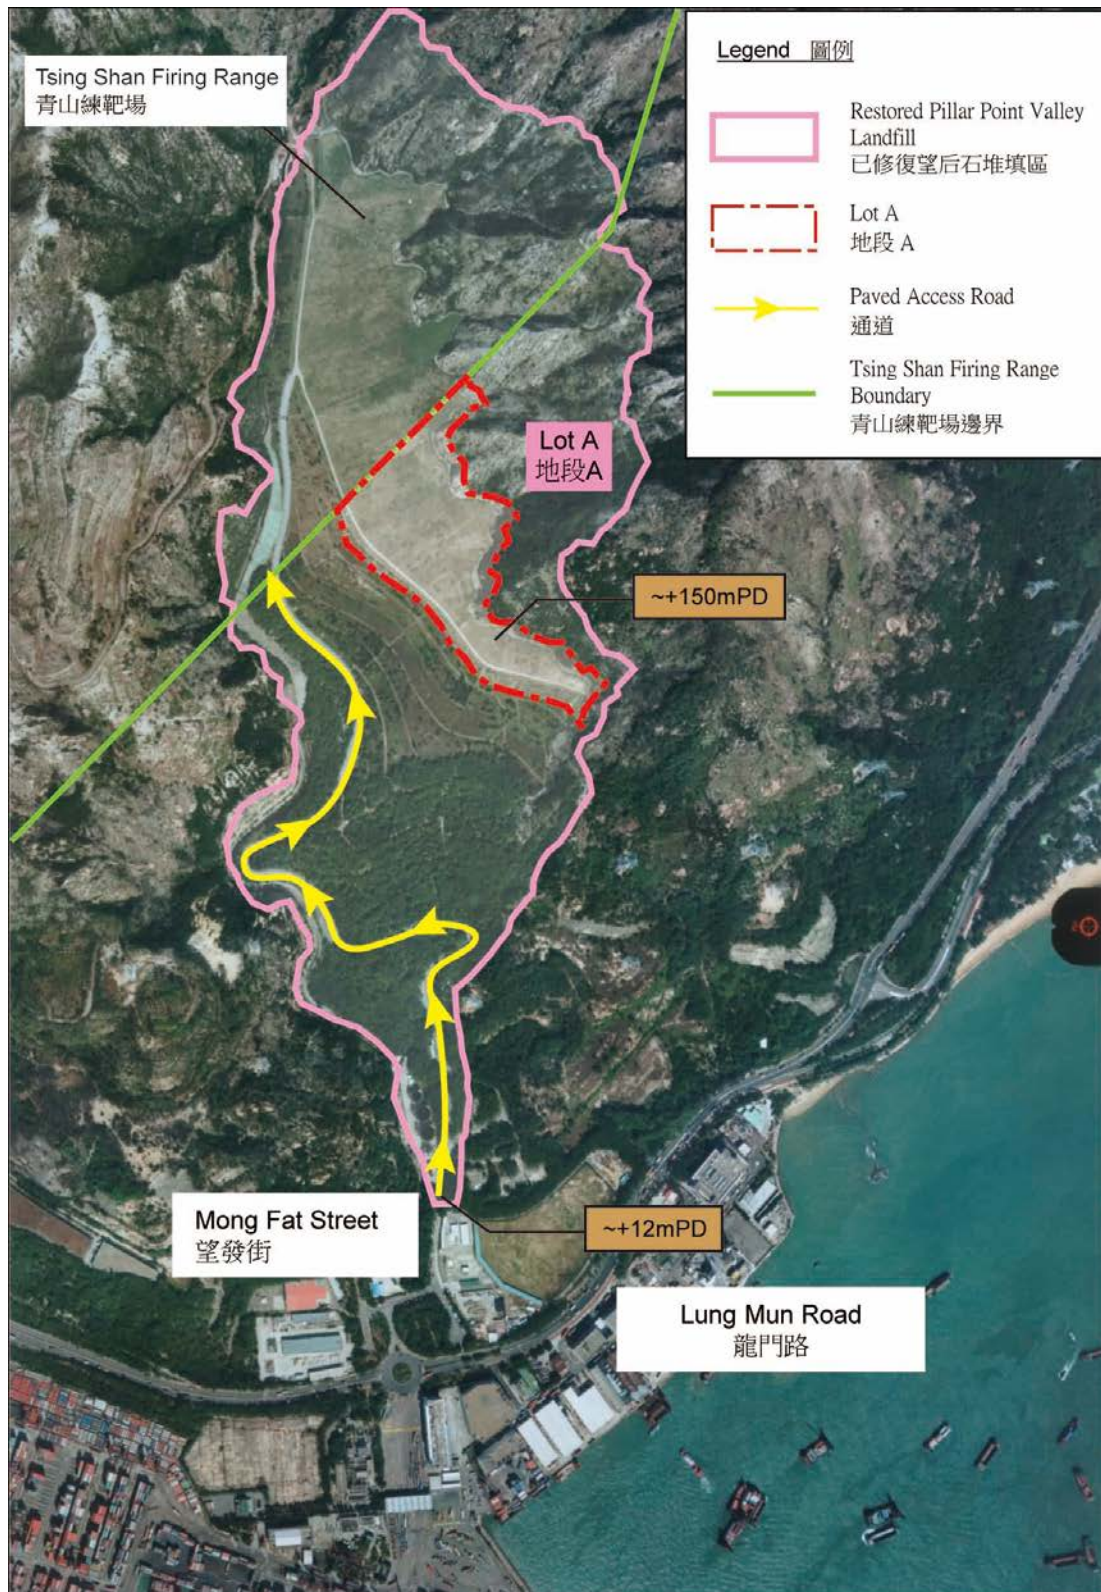 Tsing Shan Firing Range
青山練靶場
Legend 圖例
Restored Pillar Point Valley
Landfill
已修復望后石堆填區
Lot A
地段 A
Paved Access Road
通道
Tsing Shan Firing Range
Boundary
青山練靶場邊界
Lot A
地段A
~+150mPD
Mong Fat Street
望發街
~+12mPD
Lung Mun Road
龍門路